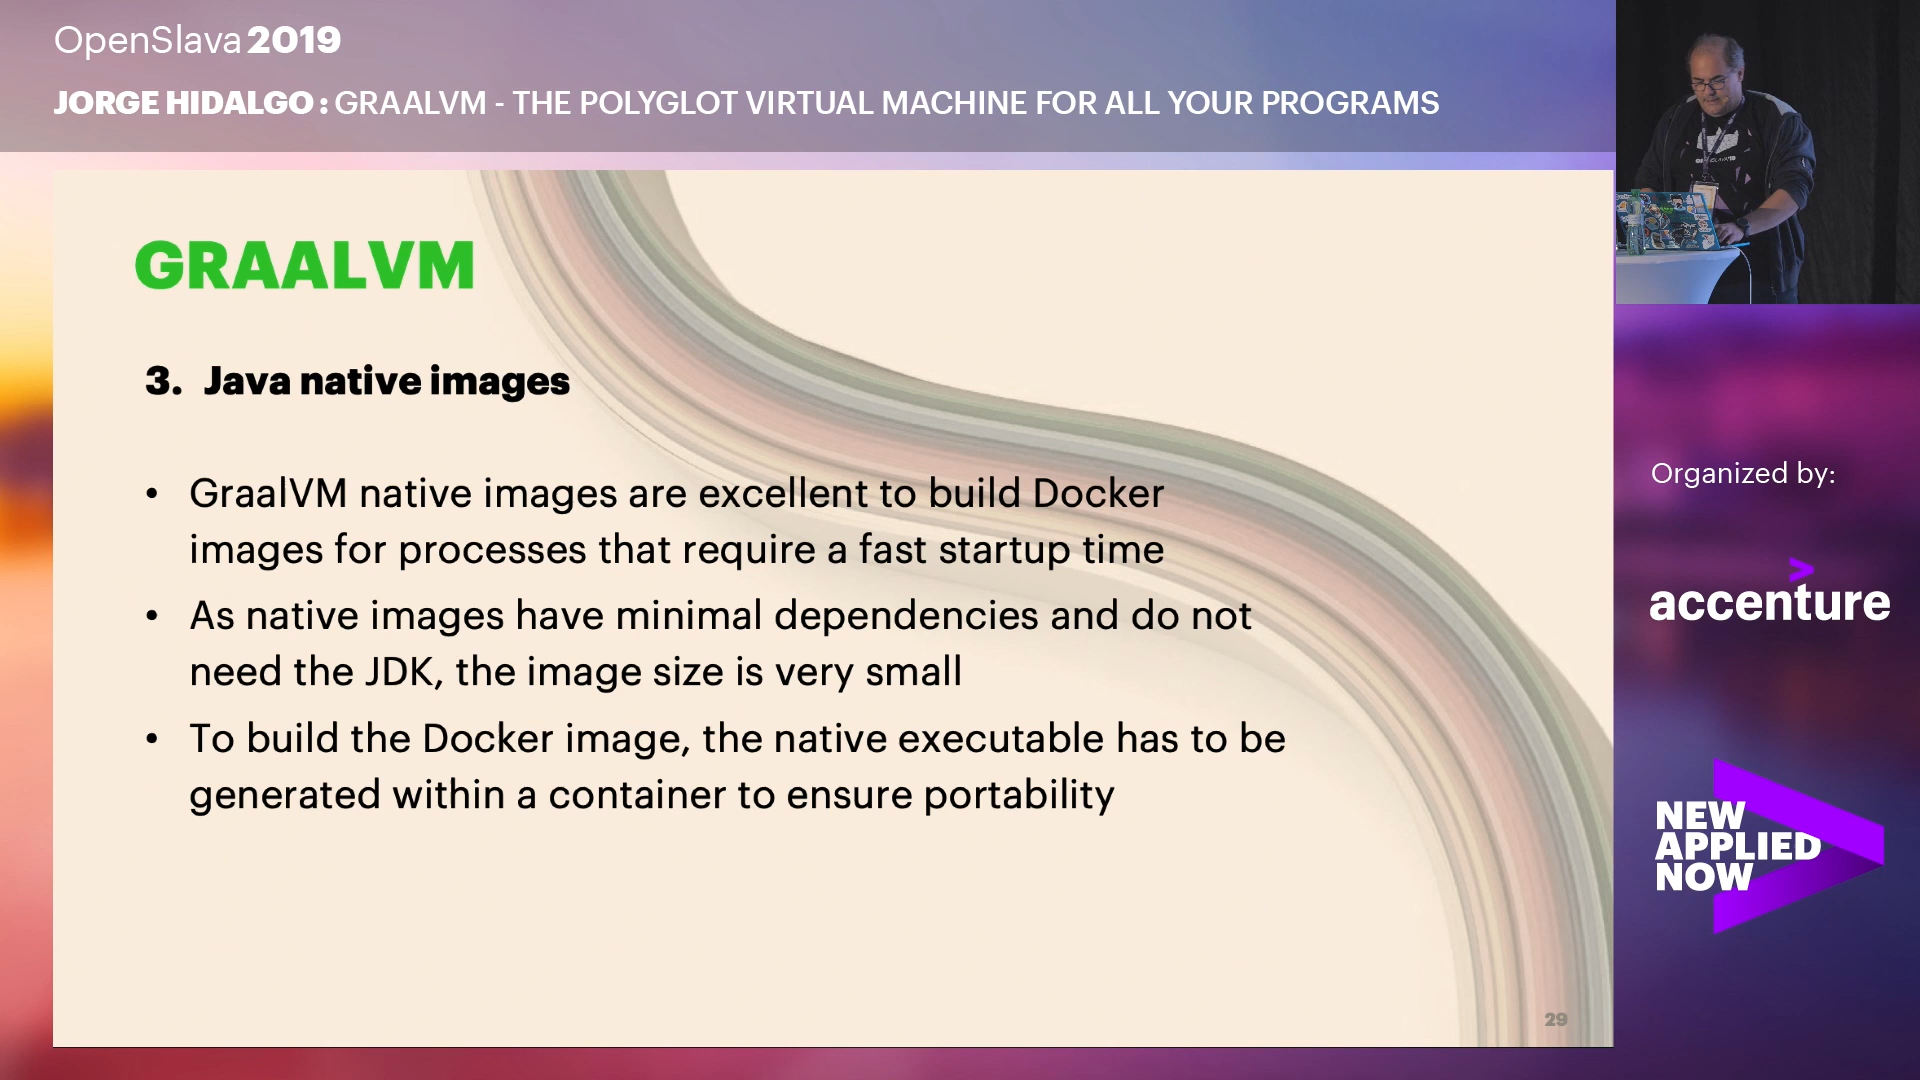 OpenSlava 2019
JORGE HIDALGO : GRAALVM - THE POLYGLOT VIRTUAL MACHINE FOR ALL YOUR PROGRAMS
GRAALVM
3. Java native images
• GraalVM native images are excellent to build Docker
images for processes that require a fast startup time
• As native images have minimal dependencies and do not
need the JDK, the image size is very small
• To build the Docker image, the native executable has to be
generated within a container to ensure portability
29
Organized by:
accenture
NEW
APPLIED
NOW